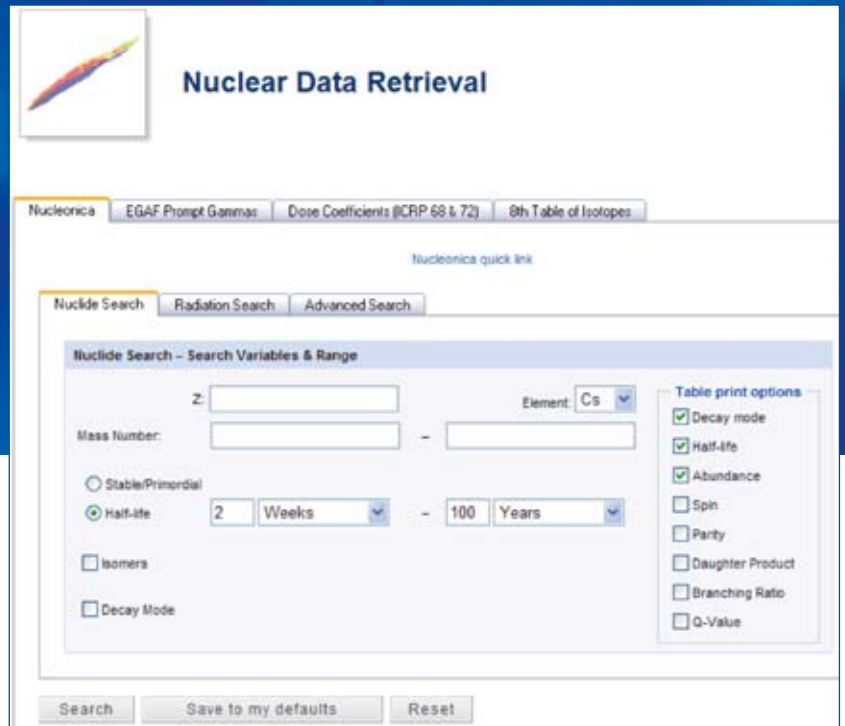 Nuclear Data Retrieval
Nucleonica EGAF Prompt Gammas Dose Coefficients (ICRP 68 & 72) 8th Table of Isotopes
Nucleonica quick link
Nuclide Search Radiation Search Advanced Search
Nuclide Search – Search Variables & Range
Z: Element: Cs
Mass Number: –
Stable/Primordial
Half-life 2 Weeks – 100 Years
Isomers
Decay Mode
Table print options
Decay mode
Half-life
Abundance
Spin
Parity
Daughter Product
Branching Ratio
Q-Value
Search Save to my defaults Reset